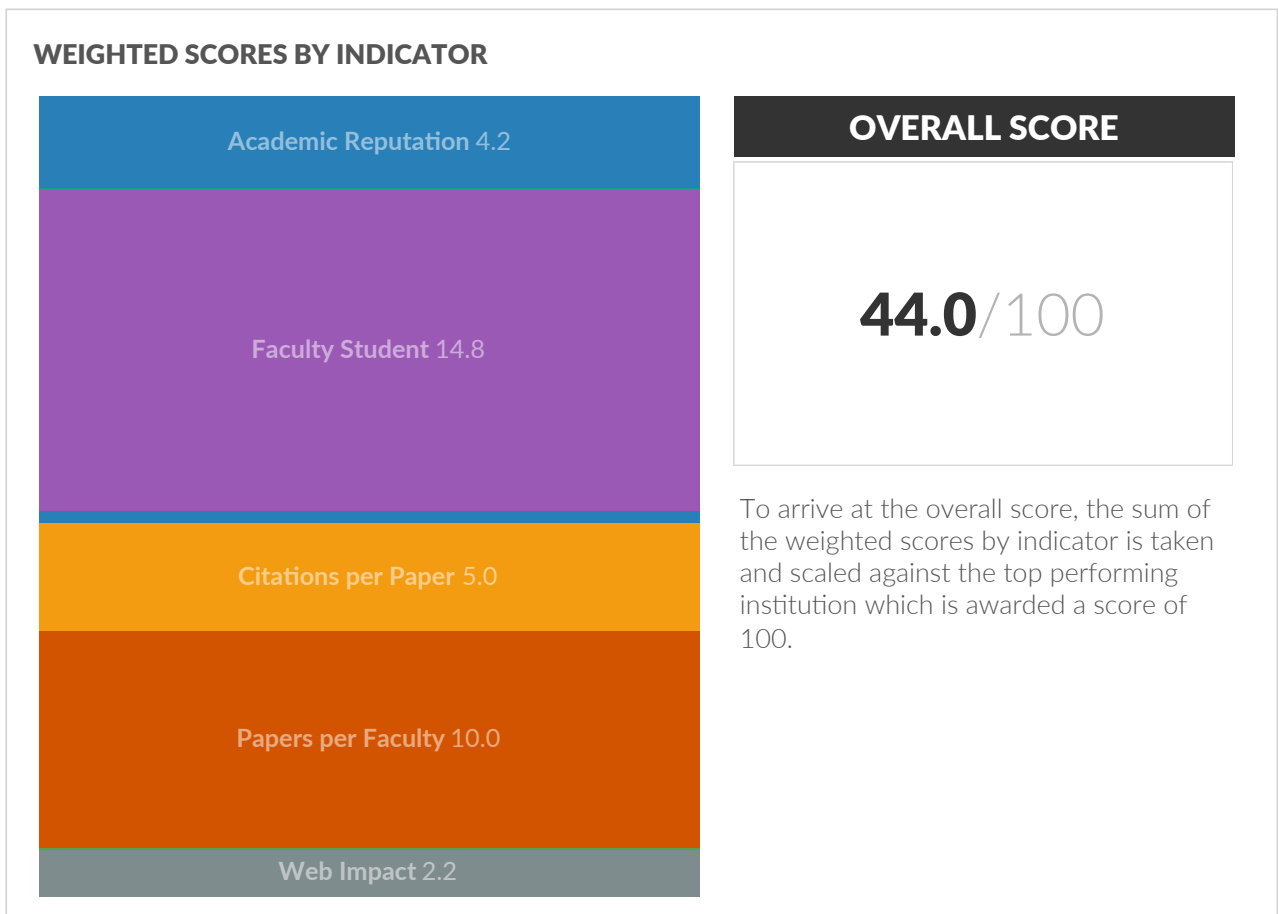 WEIGHTED SCORES BY INDICATOR
Academic Reputation 4.2
Faculty Student 14.8
Citations per Paper 5.0
Papers per Faculty 10.0
Web Impact 2.2
OVERALL SCORE
44.0/100
To arrive at the overall score, the sum of
the weighted scores by indicator is taken
and scaled against the top performing
institution which is awarded a score of
100.